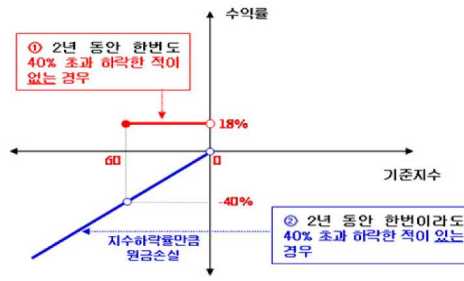 수익률
① 2년 동안 한번도
40% 초과 하락한 적이
없는 경우
18%
60
0
기준지수
-40%
② 2년 동안 한번이라도
40% 초과 하락한 적이 있는
경우
지수하락률만큼
원금손실